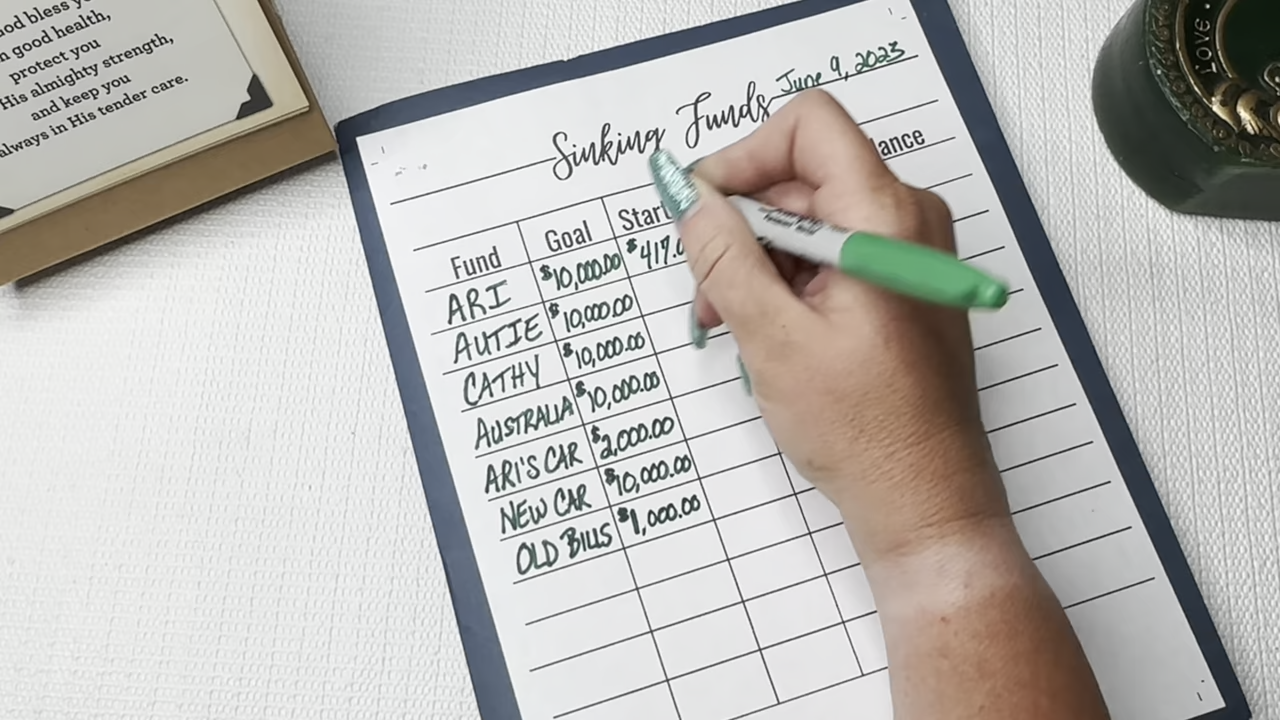 bless you
good health,
protect you
His almighty strength,
and keep you
always in His tender care.
LOVE
Sinking Funds June 9, 2023
Fund Goal Start
ARI $10,000.00
AUTIE $10,000.00
CATHY $10,000.00
AUSTRALIA $10,000.00
ARI'S CAR $2,000.00
NEW CAR $10,000.00
OLD BILLS $1,000.00